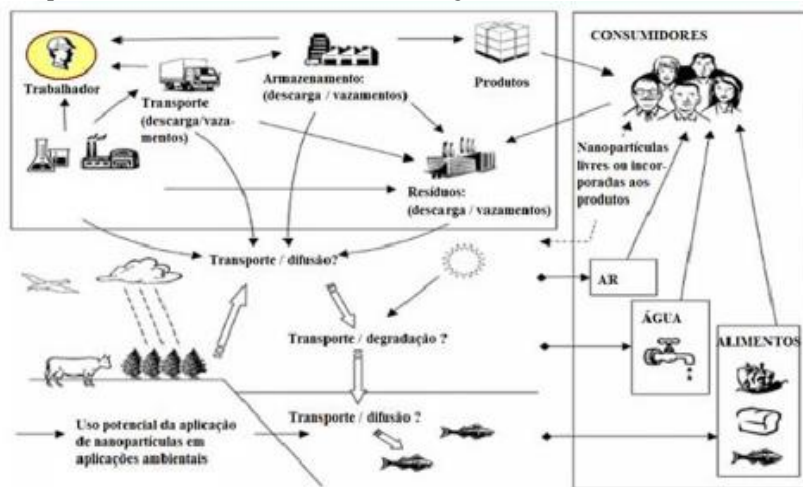 CONSUMIDORES
Trabalhador
Transporte
(descarga/vaza-
mentos)
Armazenamento:
(descarga / vazamentos)
Produtos
Resíduos:
(descarga / vazamentos)
Nanopartículas
livres ou incor-
poradas aos
produtos
Transporte / difusão?
AR
Transporte / degradação ?
ÁGUA
ALIMENTOS
Uso potencial da aplicação
de nanopartículas em
aplicações ambientais
Transporte / difusão ?